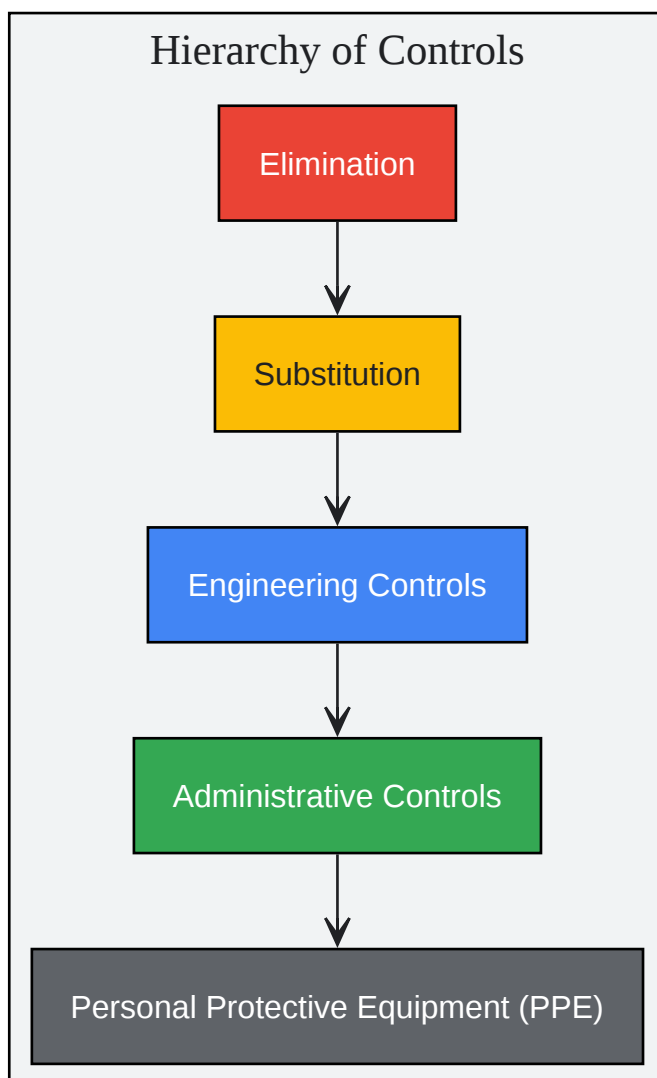 Hierarchy of Controls
Elimination
Substitution
Engineering Controls
Administrative Controls
Personal Protective Equipment (PPE)